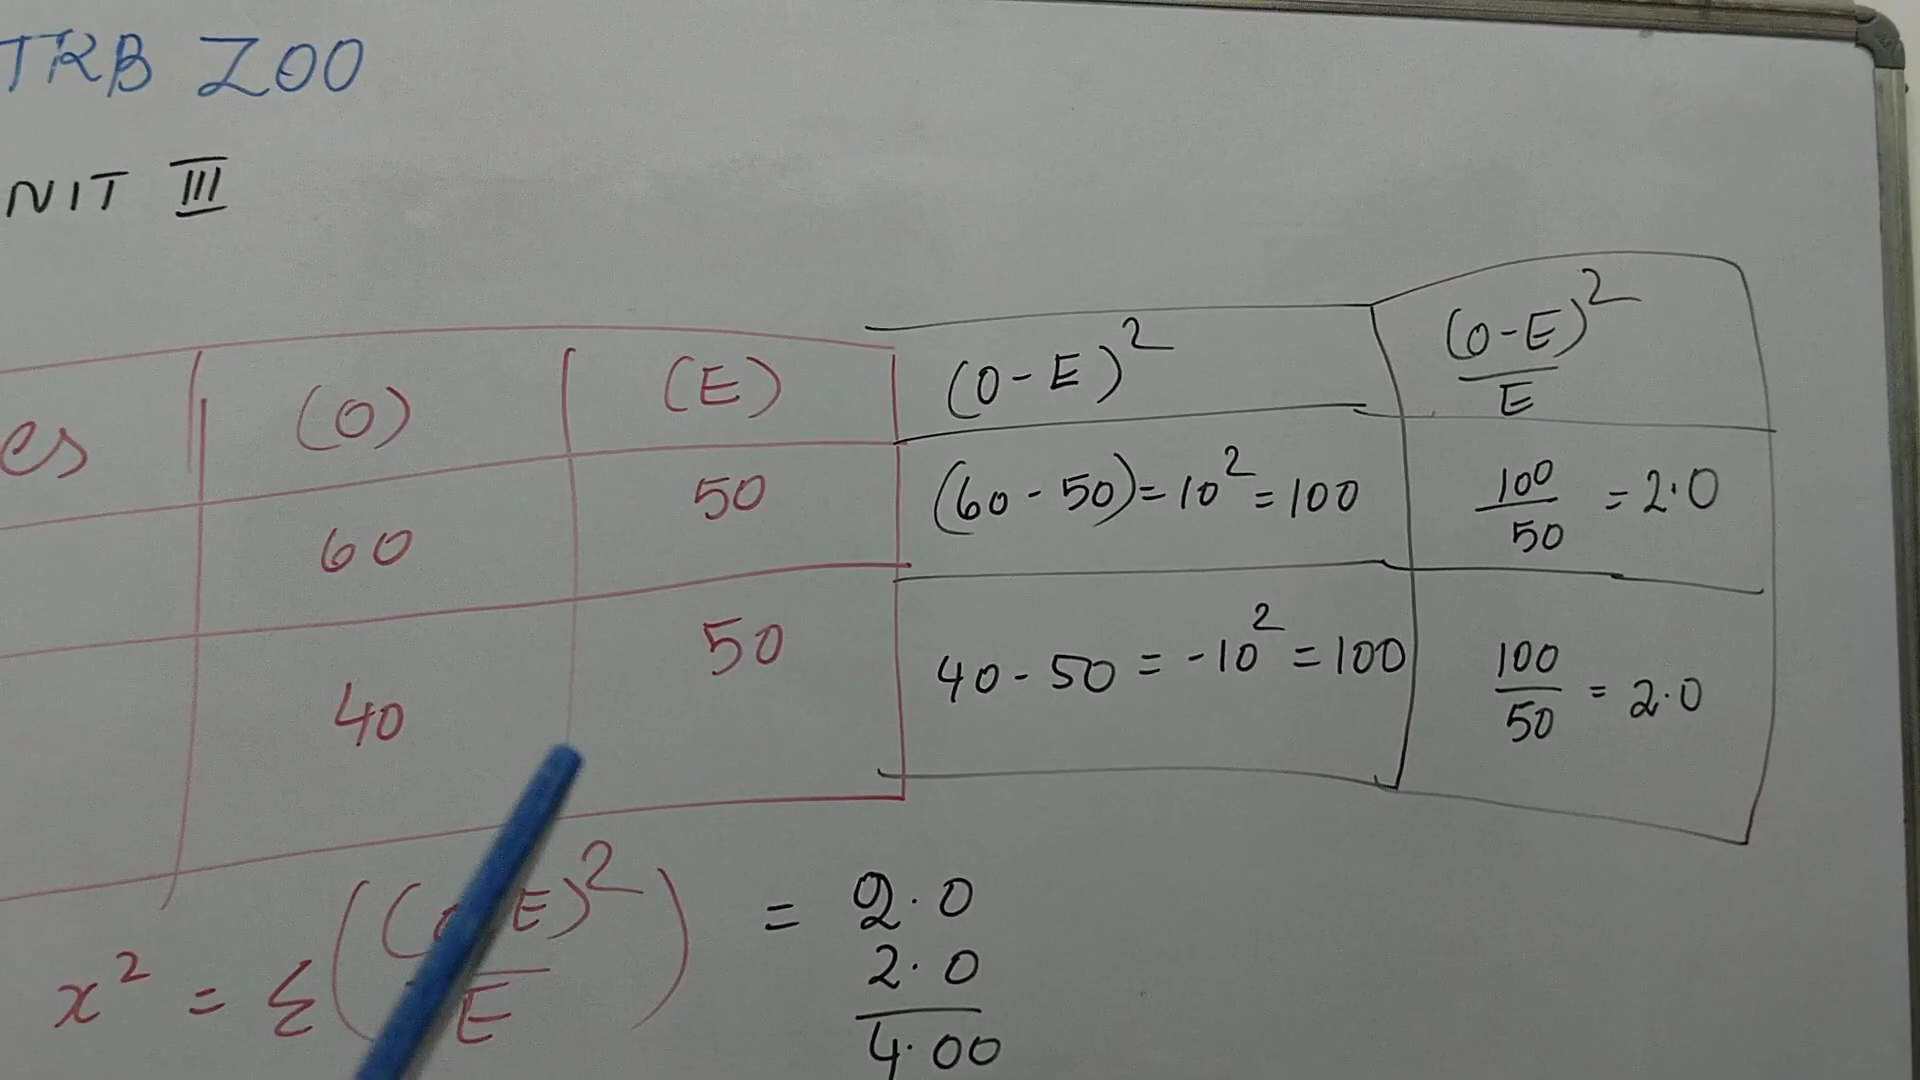 TRB ZOO
NIT III
es (O) (E) (O-E)² (O-E)²/E
60 50 (60-50)=10²=100 100/50 =2.0
40 50 40-50=-10²=100 100/50 = 2.0
x² = Σ((O-E)²/E) = 2.0
2.0
4.00